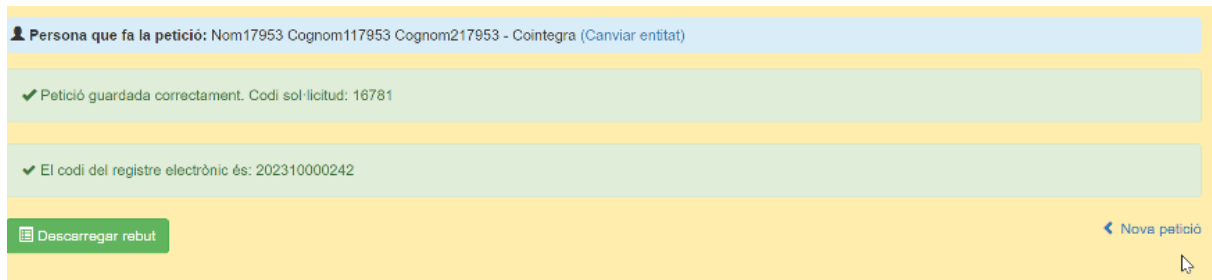 Persona que fa la petició: Nom17953 Cognom117953 Cognom217953 - Cointegra (Canviar entitat)
Petició guardada correctament. Codi sol·licitud: 16781
El codi del registre electrònic és: 202310000242
Descarregar rebut
Nova petició